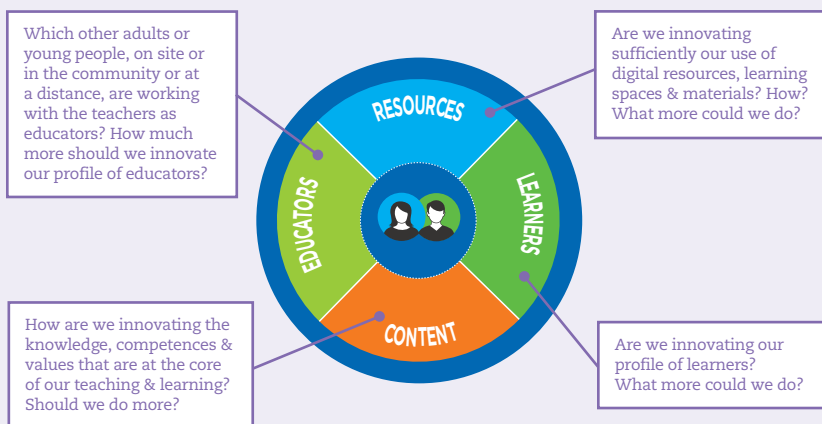 Which other adults or
young people, on site or
in the community or at
a distance, are working
with the teachers as
educators? How much
more should we innovate
our profile of educators?
Are we innovating
sufficiently our use of
digital resources, learning
spaces & materials? How?
What more could we do?
RESOURCES
EDUCATORS
LEARNERS
CONTENT
How are we innovating the
knowledge, competences &
values that are at the core
of our teaching & learning?
Should we do more?
Are we innovating our
profile of learners?
What more could we do?